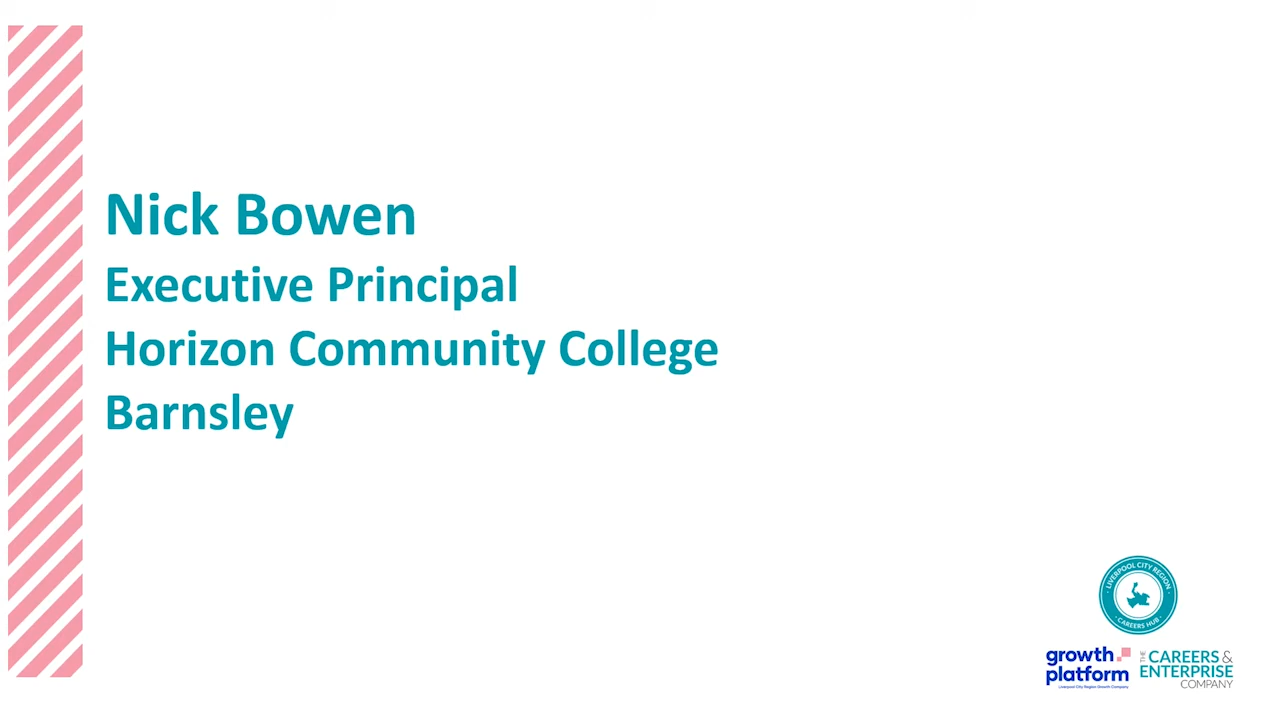 Nick Bowen
Executive Principal
Horizon Community College
Barnsley
LIVERPOOL CITY REGION
CAREERS HUB
growth
platform
Liverpool City Region Growth Company
THE CAREERS &
ENTERPRISE
COMPANY